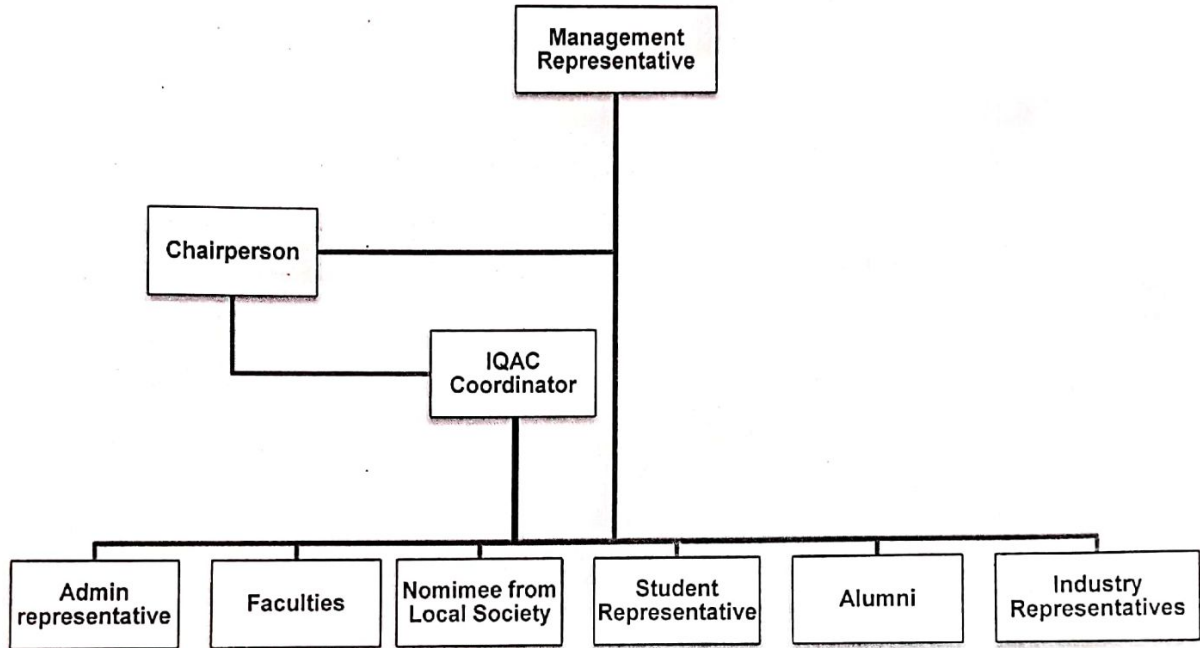 Management
Representative
Chairperson
IQAC
Coordinator
Admin
representative
Faculties
Nomimee from
Local Society
Student
Representative
Alumni
Industry
Representatives